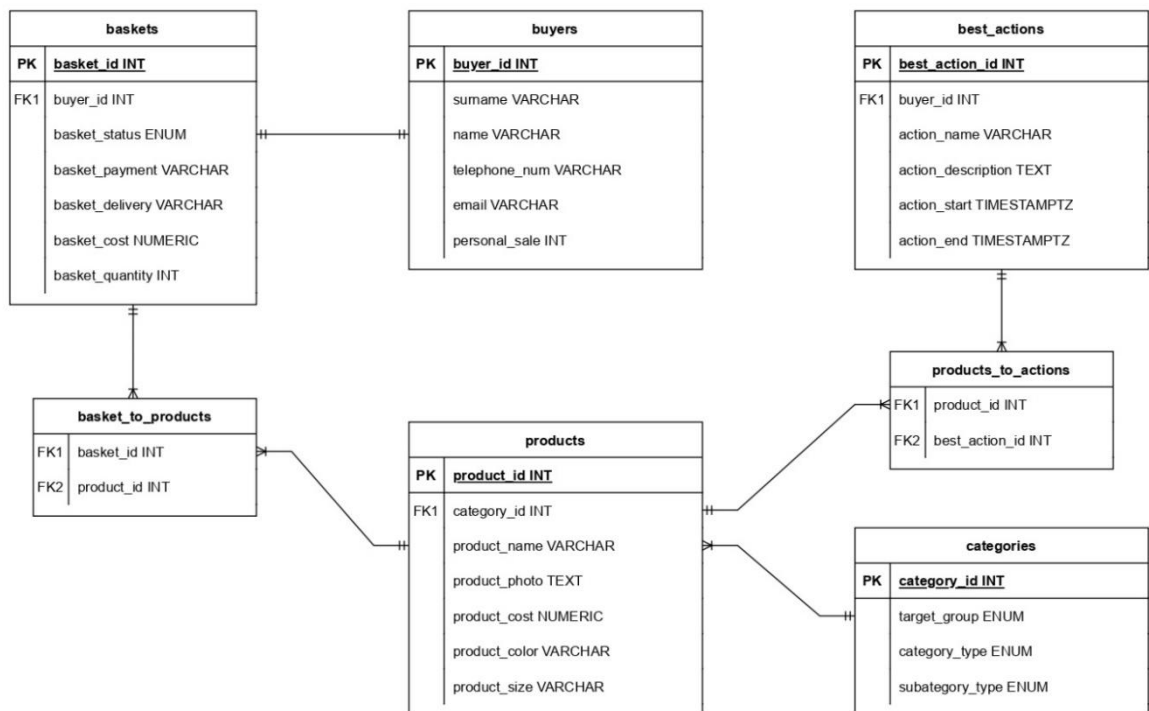 baskets
PK basket_id INT
FK1 buyer_id INT
basket_status ENUM
basket_payment VARCHAR
basket_delivery VARCHAR
basket_cost NUMERIC
basket_quantity INT
buyers
PK buyer_id INT
surname VARCHAR
name VARCHAR
telephone_num VARCHAR
email VARCHAR
personal_sale INT
best_actions
PK best_action_id INT
FK1 buyer_id INT
action_name VARCHAR
action_description TEXT
action_start TIMESTAMPTZ
action_end TIMESTAMPTZ
basket_to_products
FK1 basket_id INT
FK2 product_id INT
products
PK product_id INT
FK1 category_id INT
product_name VARCHAR
product_photo TEXT
product_cost NUMERIC
product_color VARCHAR
product_size VARCHAR
products_to_actions
FK1 product_id INT
FK2 best_action_id INT
categories
PK category_id INT
target_group ENUM
category_type ENUM
subategory_type ENUM